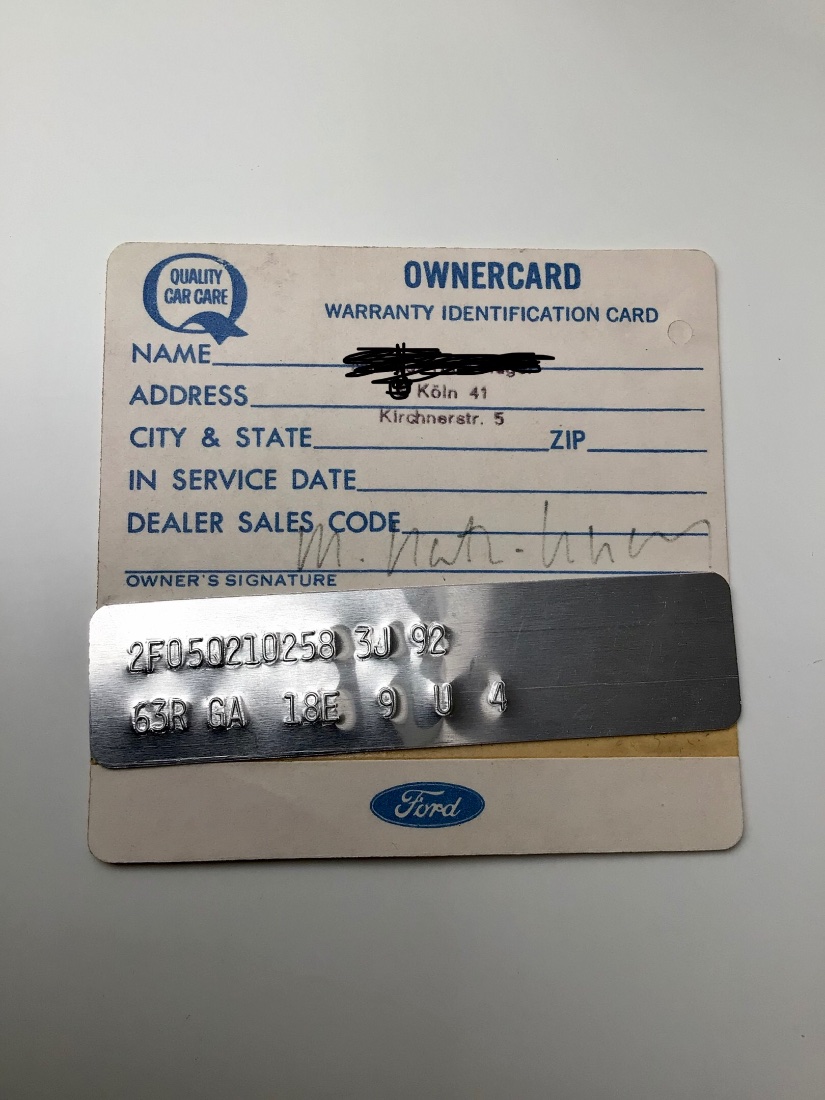 QUALITY
CAR CARE
OWNERCARD
WARRANTY IDENTIFICATION CARD
NAME
ADDRESS
Köln 41
Kirchnerstr. 5
CITY & STATE ZIP
IN SERVICE DATE
DEALER SALES CODE
M.
OWNER'S SIGNATURE
2F05Q210258 3J 92
63R GA 18E 9 U 4
Ford